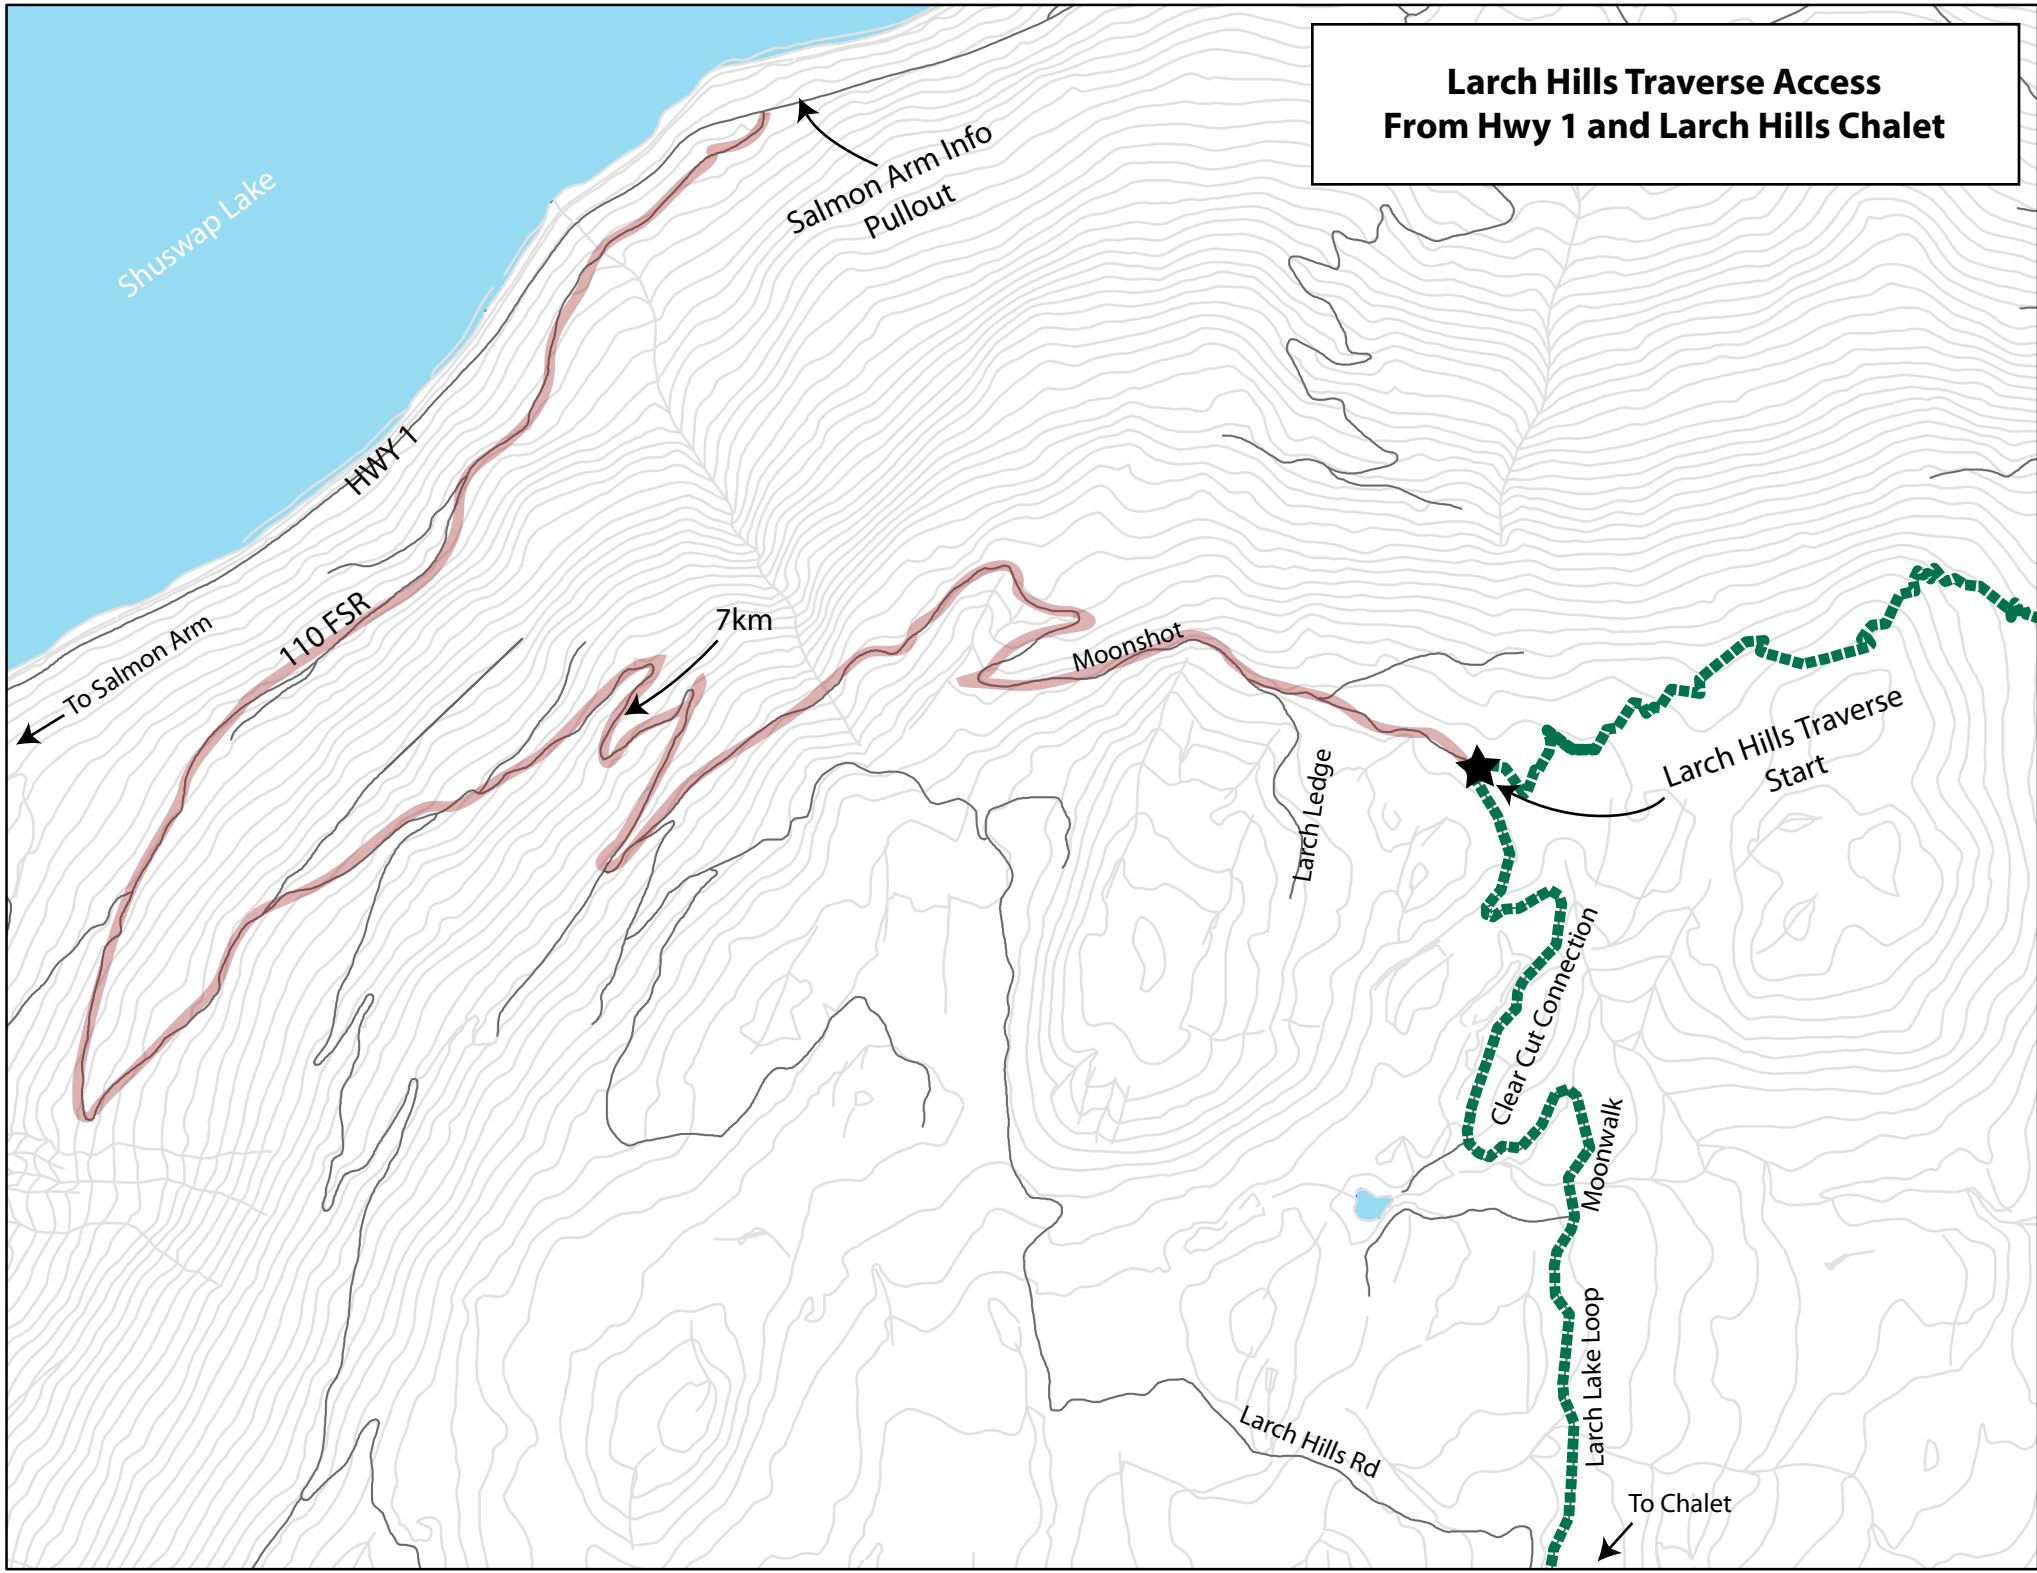 Larch Hills Traverse Access
From Hwy 1 and Larch Hills Chalet
Salmon Arm Info
Pullout
Shuswap Lake
HWY 1
110 FSR
To Salmon Arm
7km
Moonshot
Larch Ledge
Larch Hills Traverse
Start
Clear Cut Connection
Moonwalk
Larch Lake Loop
Larch Hills Rd
To Chalet